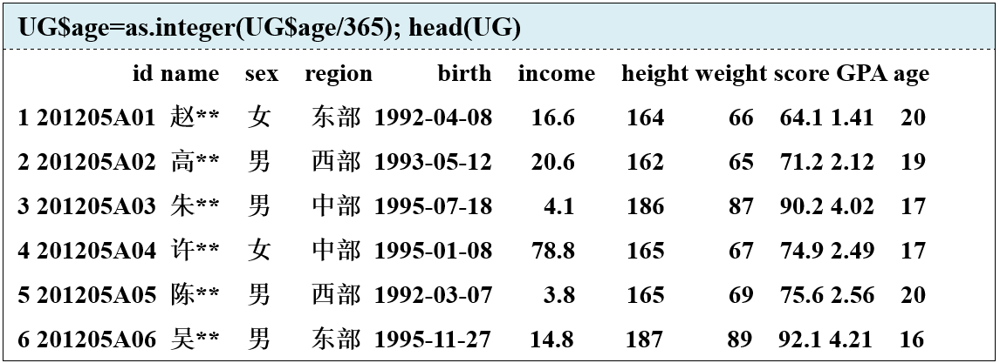 UG$age=as.integer(UG$age/365); head(UG)
id name sex region birth income height weight score GPA age
1 201205A01 赵** 女 东部 1992-04-08 16.6 164 66 64.1 1.41 20
2 201205A02 高** 男 西部 1993-05-12 20.6 162 65 71.2 2.12 19
3 201205A03 朱** 男 中部 1995-07-18 4.1 186 87 90.2 4.02 17
4 201205A04 许** 女 中部 1995-01-08 78.8 165 67 74.9 2.49 17
5 201205A05 陈** 男 西部 1992-03-07 3.8 165 69 75.6 2.56 20
6 201205A06 吴** 男 东部 1995-11-27 14.8 187 89 92.1 4.21 16